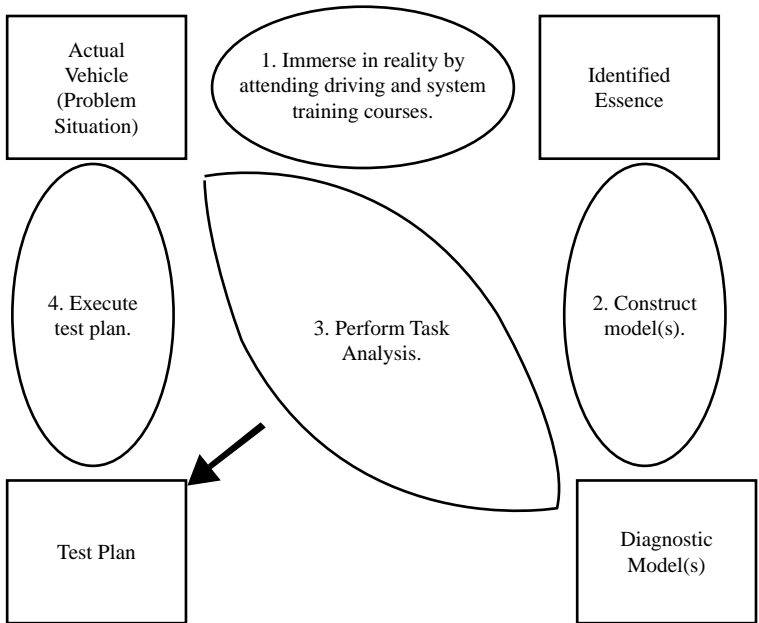 Actual
Vehicle
(Problem
Situation)
1. Immerse in reality by
attending driving and system
training courses.
Identified
Essence
4. Execute
test plan.
3. Perform Task
Analysis.
2. Construct
model(s).
Test Plan
Diagnostic
Model(s)